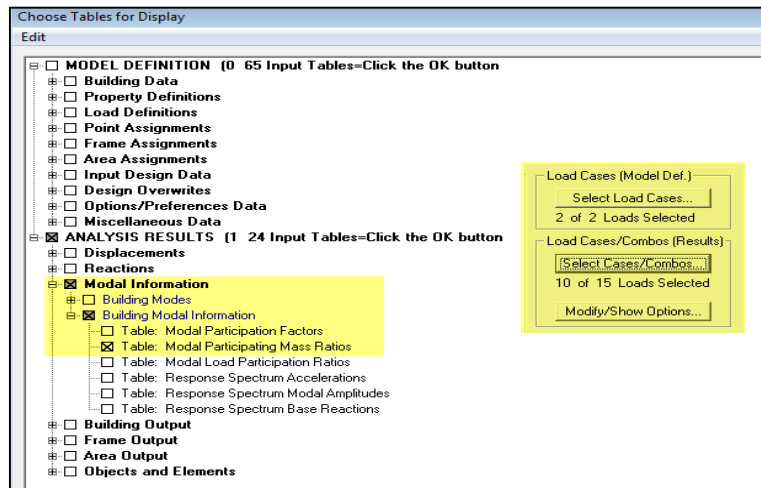 Choose Tables for Display
Edit
MODEL DEFINITION (0 65 Input Tables=Click the OK button
Building Data
Property Definitions
Load Definitions
Point Assignments
Frame Assignments
Area Assignments
Input Design Data
Design Overwrites
Options/Preferences Data
Miscellaneous Data
ANALYSIS RESULTS (1 24 Input Tables=Click the OK button
Displacements
Reactions
Modal Information
Building Modes
Building Modal Information
Table: Modal Participation Factors
Table: Modal Participating Mass Ratios
Table: Modal Load Participation Ratios
Table: Response Spectrum Accelerations
Table: Response Spectrum Modal Amplitudes
Table: Response Spectrum Base Reactions
Building Output
Frame Output
Area Output
Objects and Elements
Load Cases (Model Def.)
Select Load Cases...
2 of 2 Loads Selected
Load Cases/Combos (Results)
Select Cases/Combos...
10 of 15 Loads Selected
Modify/Show Options...